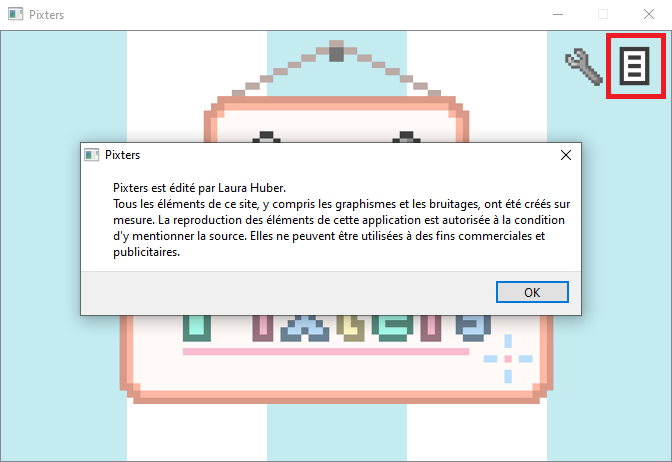 Pixters
Pixters
Pixters est édité par Laura Huber.
Tous les éléments de ce site, y compris les graphismes et les bruitages, ont été créés sur
mesure. La reproduction des éléments de cette application est autorisée à la condition
d'y mentionner la source. Elles ne peuvent être utilisées à des fins commerciales et
publicitaires.
OK